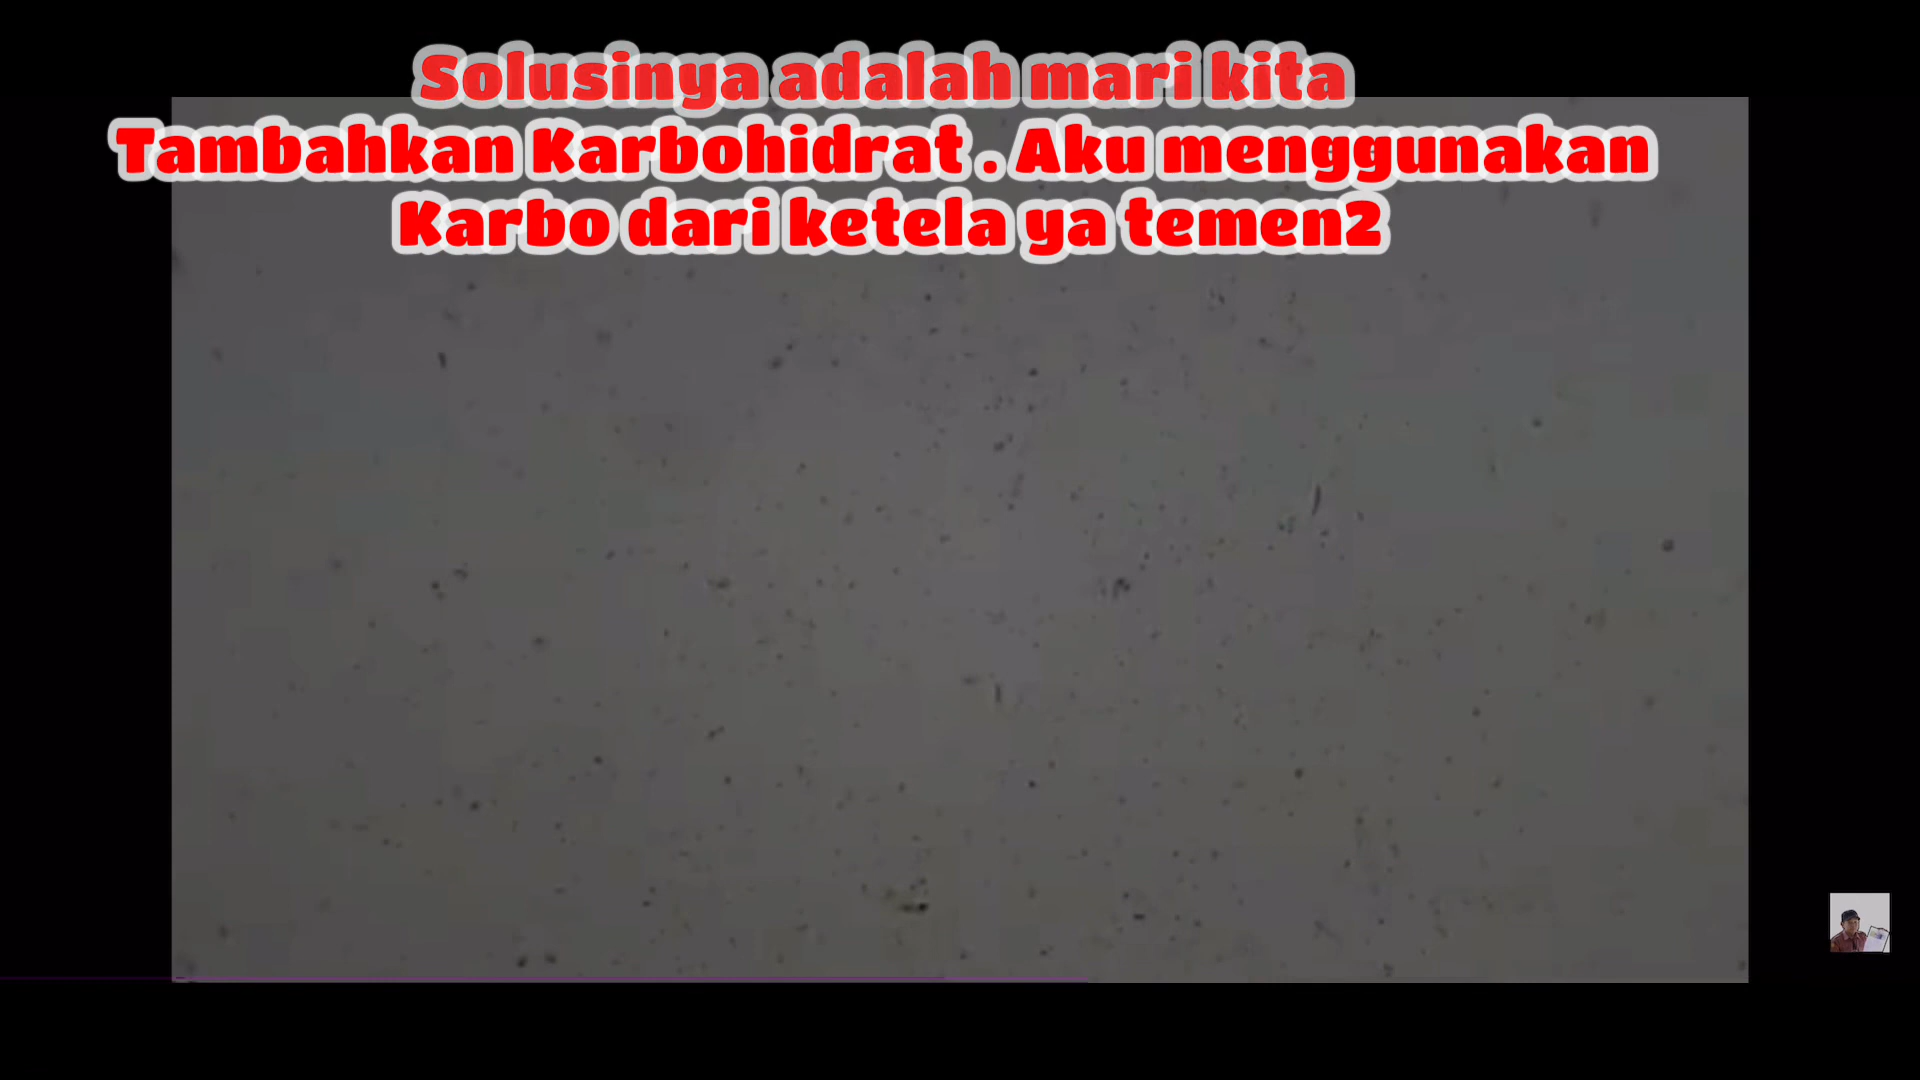 Solusinya adalah mari kita
Tambahkan Karbohidrat . Aku menggunakan
Karbo dari ketela ya temen2